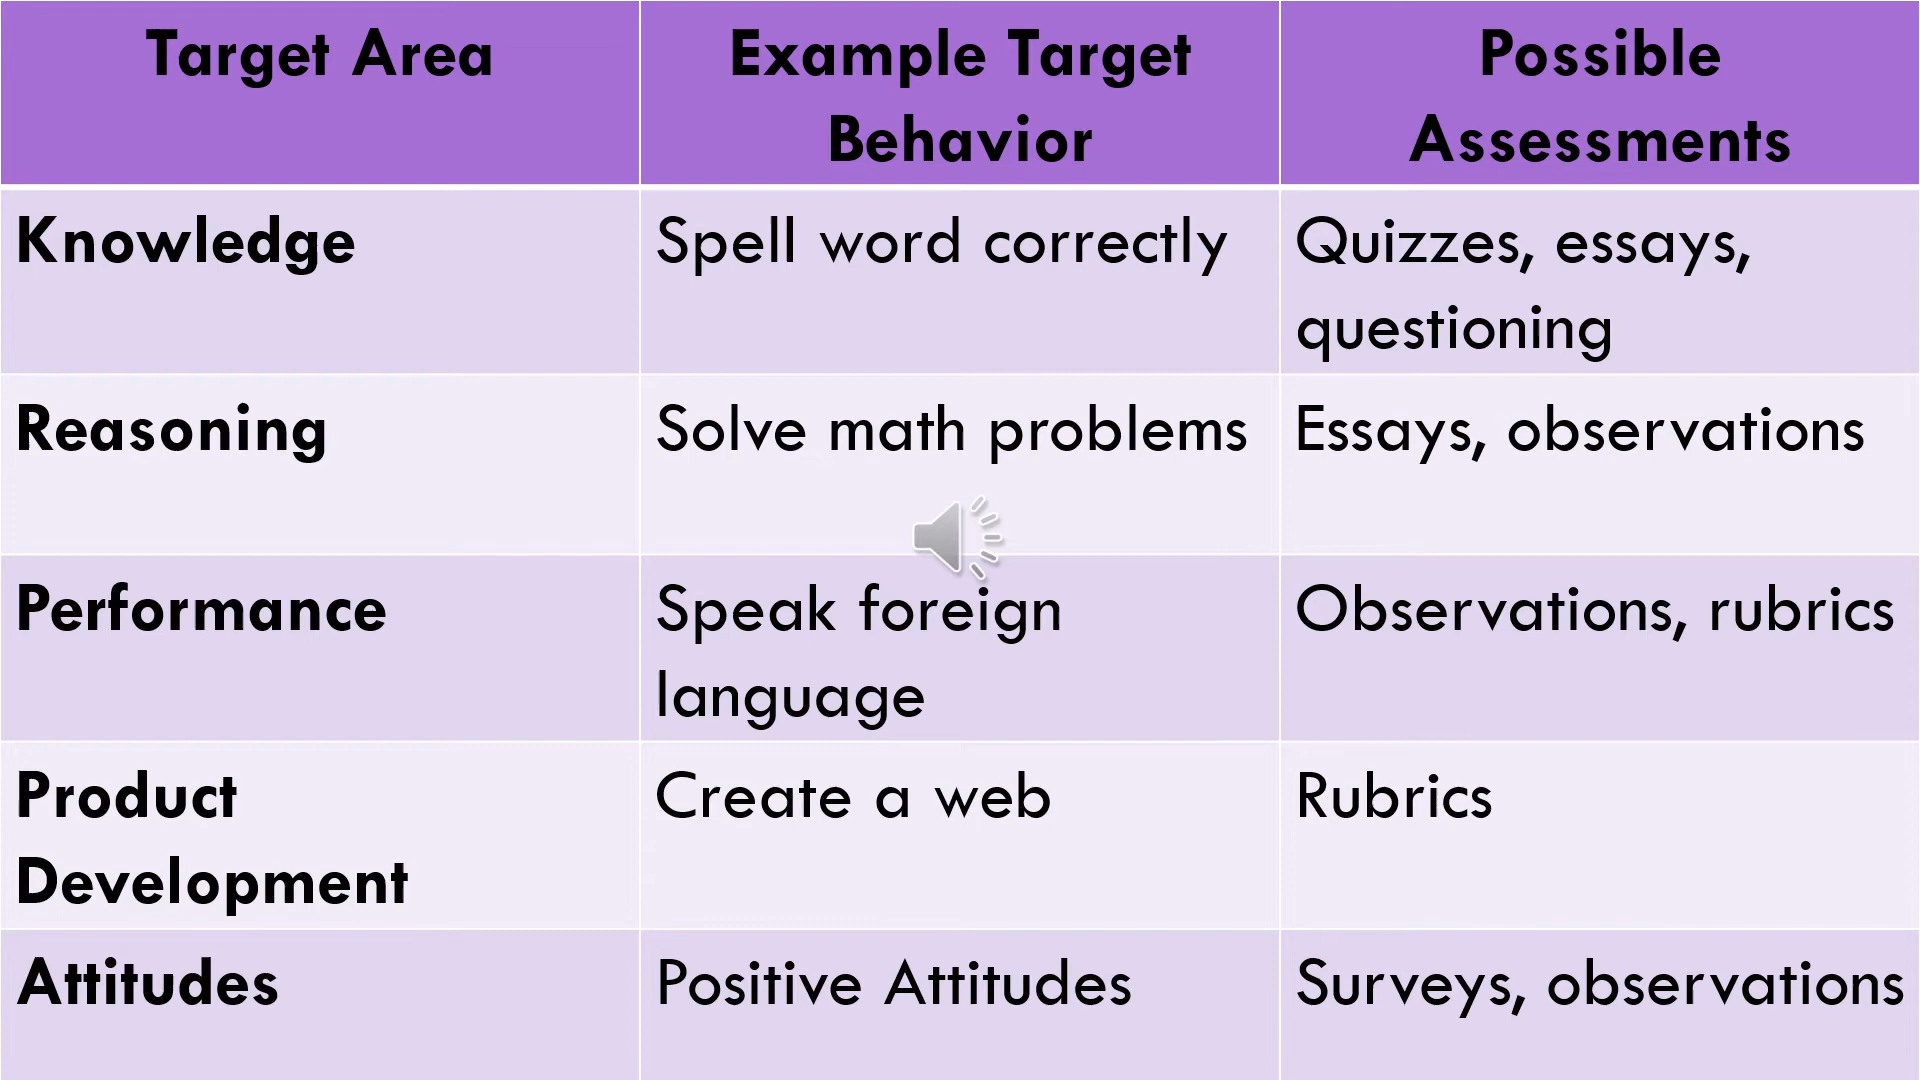 Target Area
Example Target
Behavior
Possible
Assessments
Knowledge
Spell word correctly
Quizzes, essays,
questioning
Reasoning
Solve math problems
Essays, observations
Performance
Speak foreign
language
Observations, rubrics
Product
Development
Create a web
Rubrics
Attitudes
Positive Attitudes
Surveys, observations